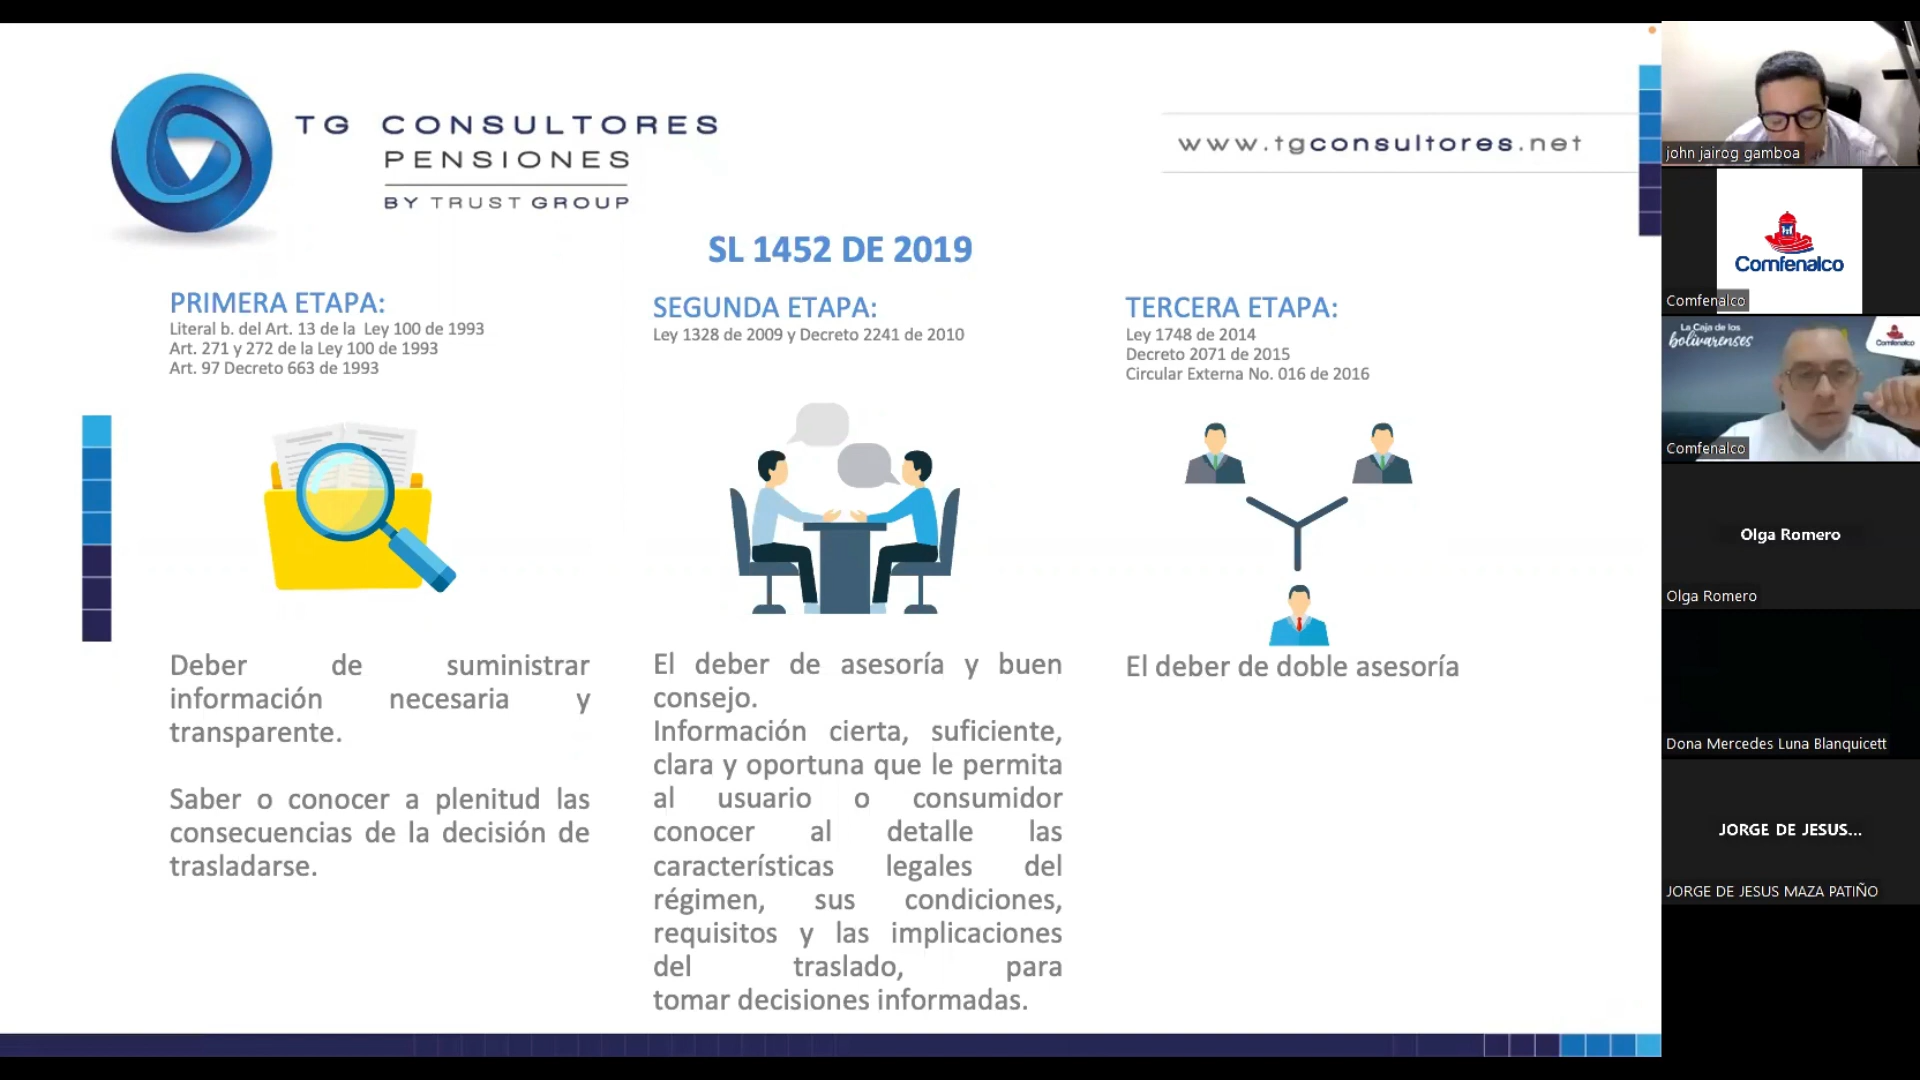 TG CONSULTORES
PENSIONES
BY TRUST GROUP
www.tgconsultores.net
SL 1452 DE 2019
PRIMERA ETAPA:
Literal b. del Art. 13 de la Ley 100 de 1993
Art. 271 y 272 de la Ley 100 de 1993
Art. 97 Decreto 663 de 1993
Deber de suministrar
información necesaria y
transparente.
Saber o conocer a plenitud las
consecuencias de la decisión de
trasladarse.
SEGUNDA ETAPA:
Ley 1328 de 2009 y Decreto 2241 de 2010
El deber de asesoría y buen
consejo.
Información cierta, suficiente,
clara y oportuna que le permita
al usuario o consumidor
conocer al detalle las
características legales del
régimen, sus condiciones,
requisitos y las implicaciones
del traslado, para
tomar decisiones informadas.
TERCERA ETAPA:
Ley 1748 de 2014
Decreto 2071 de 2015
Circular Externa No. 016 de 2016
El deber de doble asesoría
john jairog gamboa
Comfenalco
Comfenalco
La Caja de los
bolivarenses
Comfenalco
Comfenalco
Olga Romero
Olga Romero
Dona Mercedes Luna Blanquicett
JORGE DE JESUS...
JORGE DE JESUS MAZA PATIÑO